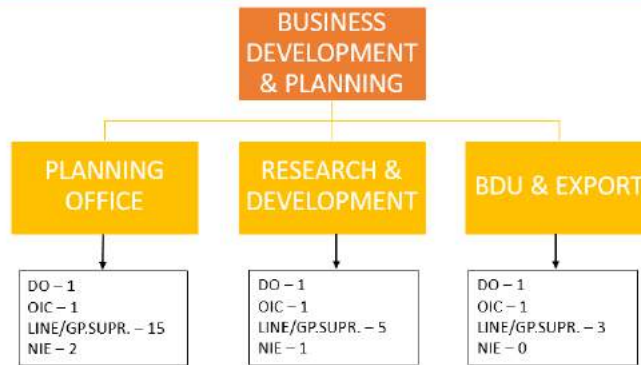 BUSINESS
DEVELOPMENT
& PLANNING
PLANNING
OFFICE
RESEARCH &
DEVELOPMENT
BDU & EXPORT
DO – 1
OIC – 1
LINE/GP.SUPR. – 15
NIE – 2
DO – 1
OIC – 1
LINE/GP.SUPR. – 5
NIE – 1
DO – 1
OIC – 1
LINE/GP.SUPR. – 3
NIE – 0